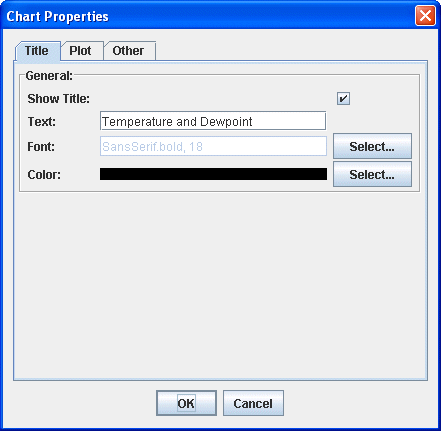 Chart Properties
Title Plot Other
General:
Show Title:
Text: Temperature and Dewpoint
Font: SansSerif.bold, 18 Select...
Color: Select...
OK Cancel